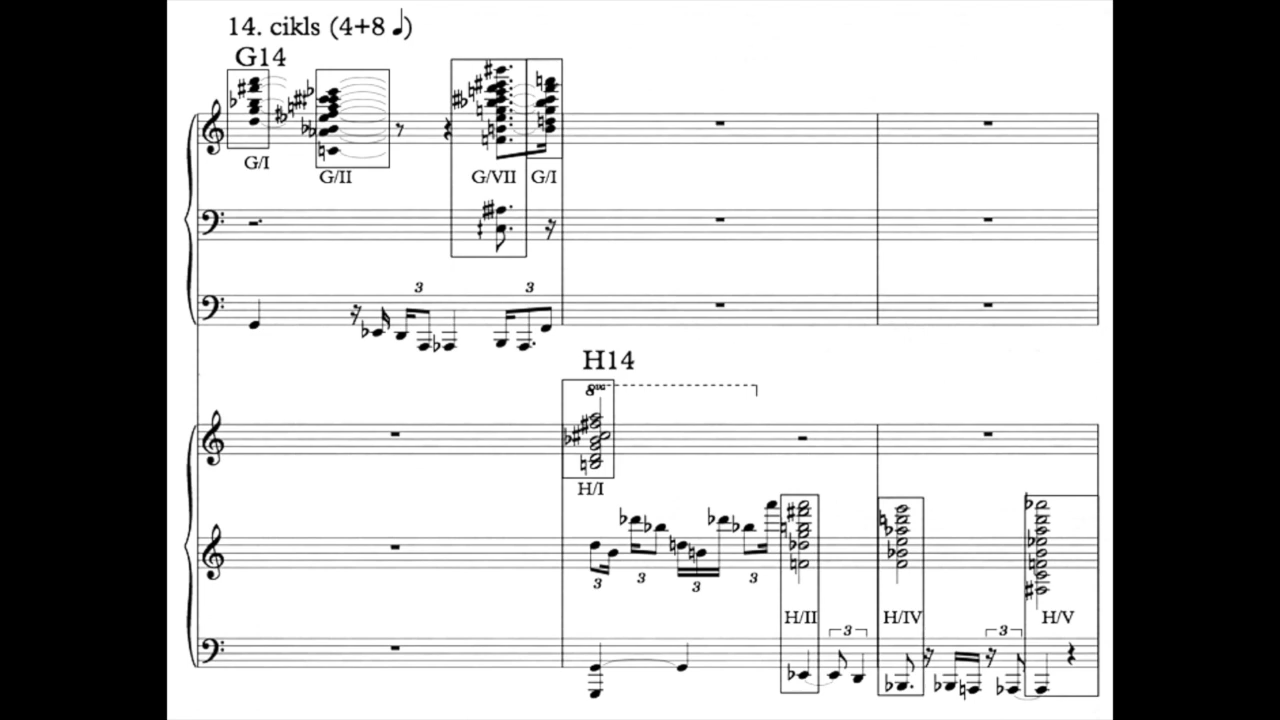 14. cikls (4+8 ♩)
G14
G/I G/II G/VII G/I
3 3
H14
8va
H/I
3 3 3 3
H/II H/IV H/V
3 3